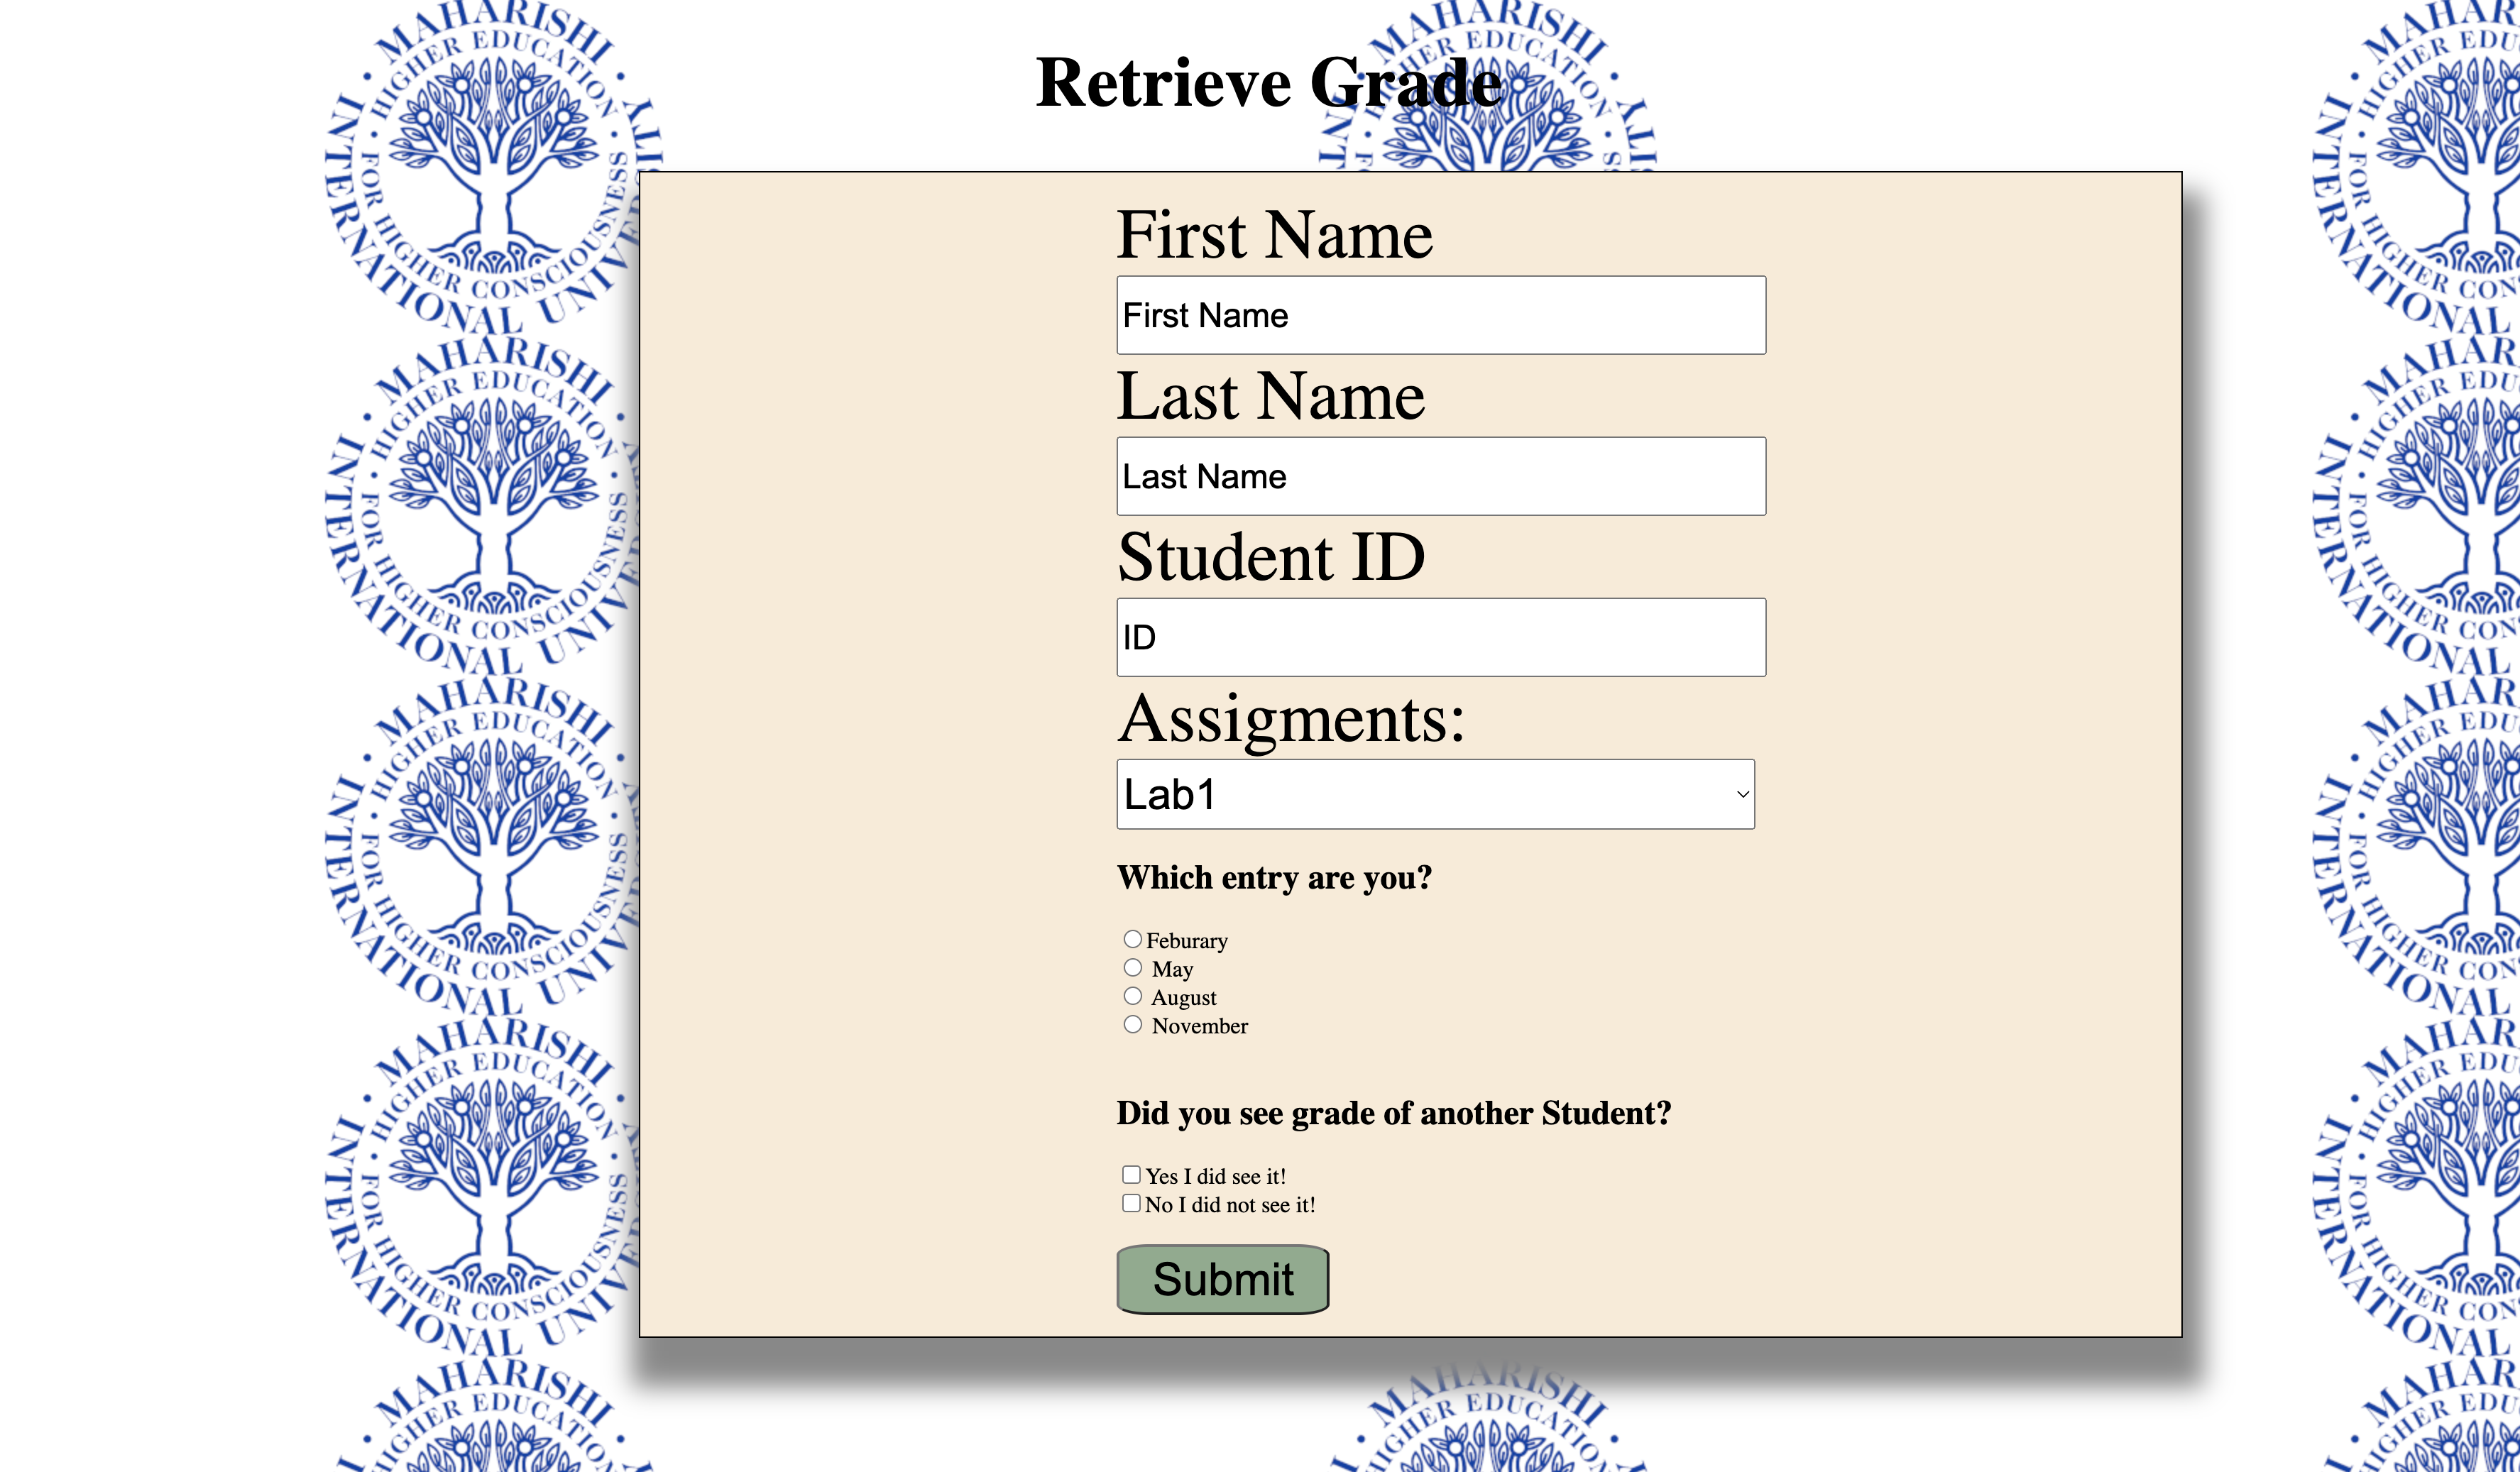 Retrieve Grade
First Name
First Name
Last Name
Last Name
Student ID
ID
Assigments:
Lab1
Which entry are you?
Feburary
May
August
November
Did you see grade of another Student?
Yes I did see it!
No I did not see it!
Submit
MAHARISHI INTERNATIONAL UNIVERSITY
HIGHER EDUCATION FOR HIGHER CONSCIOUSNESS